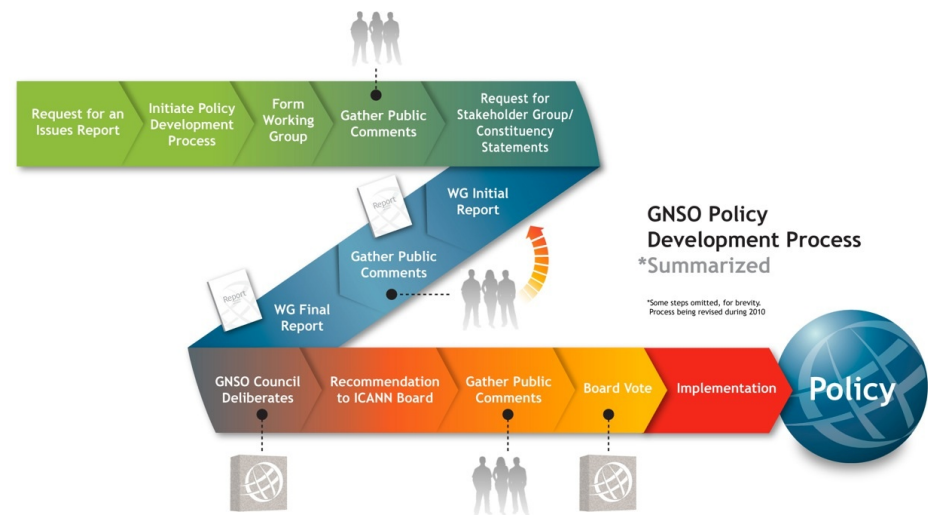 Request for an
Issues Report
Initiate Policy
Development
Process
Form
Working
Group
Gather Public
Comments
Request for
Stakeholder Group/
Constituency
Statements
WG Initial
Report
Report
Gather Public
Comments
Report
WG Final
Report
GNSO Policy
Development Process
*Summarized
*Some steps omitted, for brevity.
Process being revised during 2010
GNSO Council
Deliberates
Recommendation
to ICANN Board
Gather Public
Comments
Board Vote
Implementation
Policy